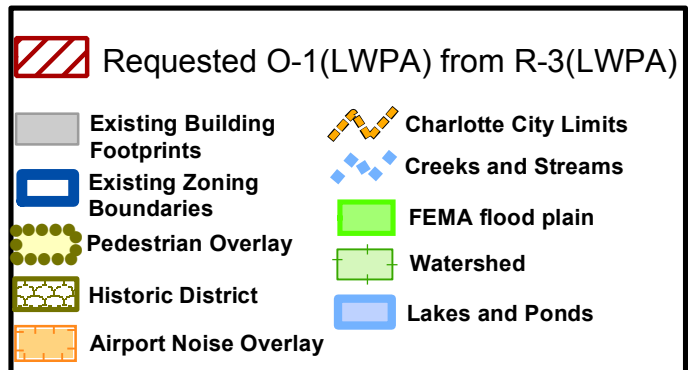 Requested O-1(LWPA) from R-3(LWPA)
Existing Building
Footprints
Existing Zoning
Boundaries
Pedestrian Overlay
Historic District
Airport Noise Overlay
Charlotte City Limits
Creeks and Streams
FEMA flood plain
Watershed
Lakes and Ponds